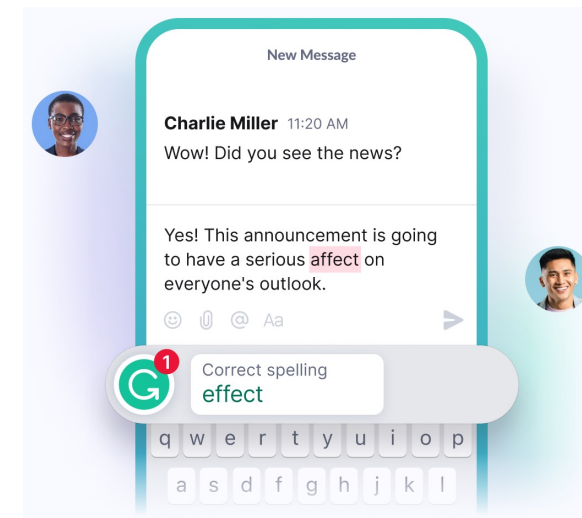 New Message
Charlie Miller 11:20 AM
Wow! Did you see the news?
Yes! This announcement is going
to have a serious affect on
everyone's outlook.
@ Aa
1
Correct spelling
effect
q w e r t y u i o p
a s d f g h j k l